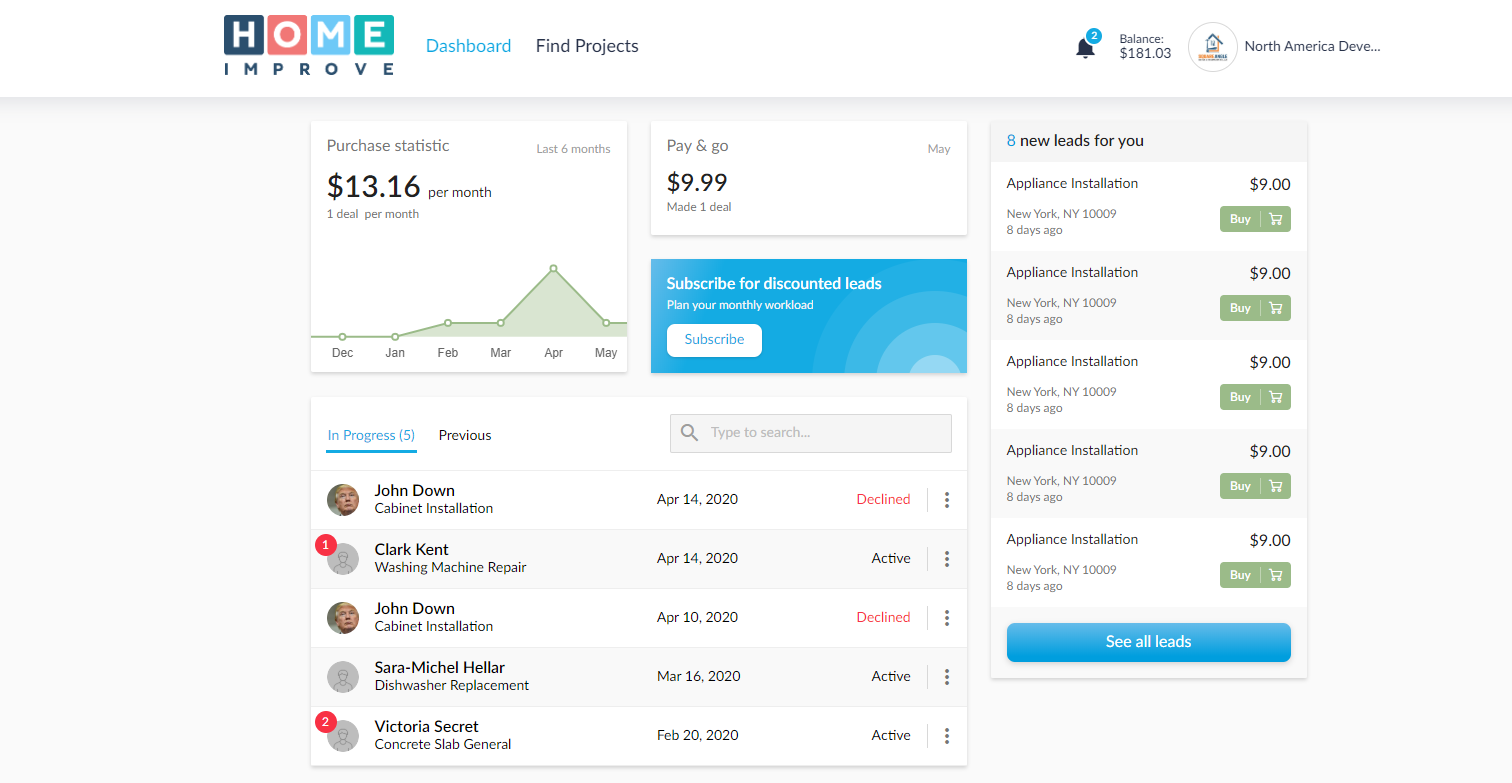 HOME
IMPROVE
Dashboard
Find Projects
2
Balance:
$181.03
North America Deve...
Purchase statistic
Last 6 months
$13.16 per month
1 deal per month
Dec Jan Feb Mar Apr May
Pay & go
May
$9.99
Made 1 deal
Subscribe for discounted leads
Plan your monthly workload
Subscribe
In Progress (5)
Previous
Type to search...
John Down
Cabinet Installation
Apr 14, 2020
Declined
1
Clark Kent
Washing Machine Repair
Apr 14, 2020
Active
John Down
Cabinet Installation
Apr 10, 2020
Declined
Sara-Michel Hellar
Dishwasher Replacement
Mar 16, 2020
Active
2
Victoria Secret
Concrete Slab General
Feb 20, 2020
Active
8 new leads for you
Appliance Installation
$9.00
New York, NY 10009
8 days ago
Buy
Appliance Installation
$9.00
New York, NY 10009
8 days ago
Buy
Appliance Installation
$9.00
New York, NY 10009
8 days ago
Buy
Appliance Installation
$9.00
New York, NY 10009
8 days ago
Buy
Appliance Installation
$9.00
New York, NY 10009
8 days ago
Buy
See all leads